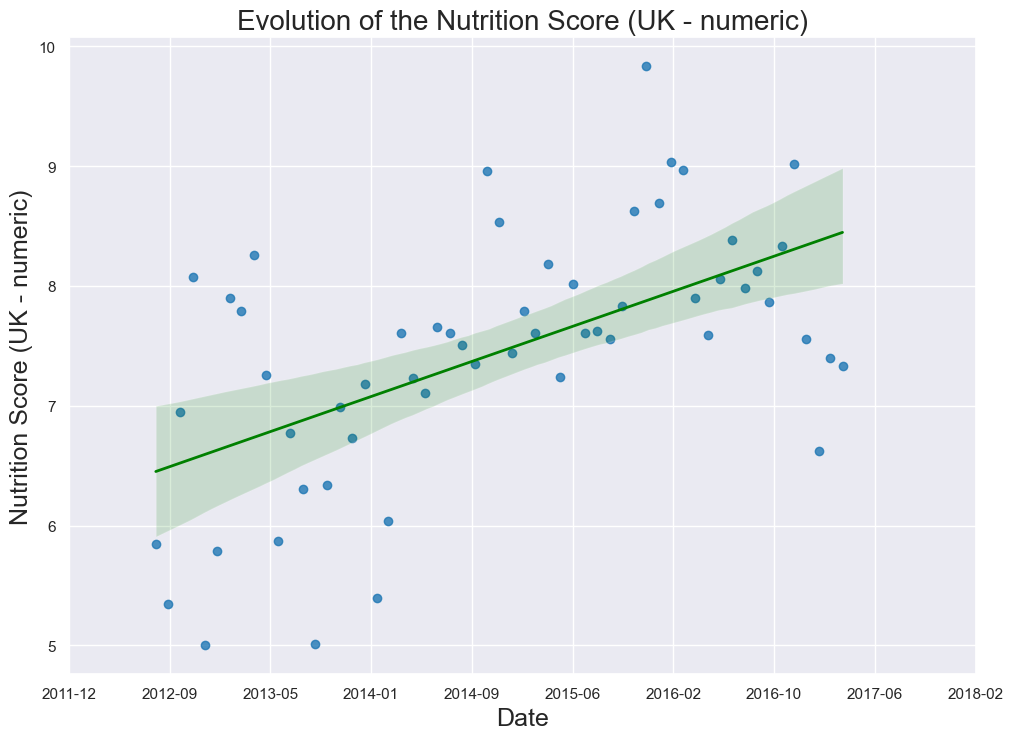 Evolution of the Nutrition Score (UK - numeric)
Nutrition Score (UK - numeric)
10
9
8
7
6
5
2011-12 2012-09 2013-05 2014-01 2014-09 2015-06 2016-02 2016-10 2017-06 2018-02
Date